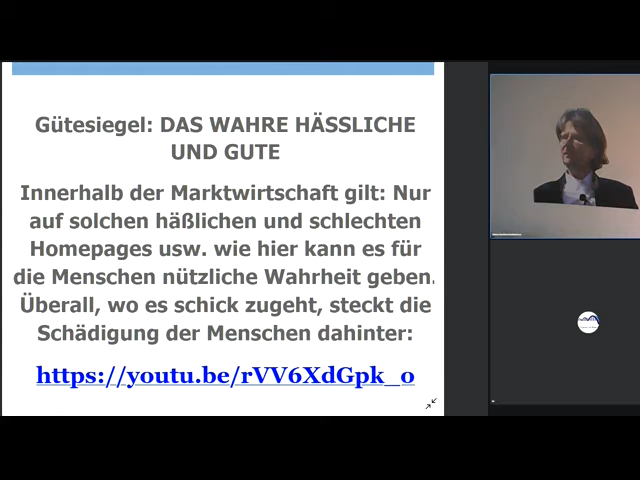 Gütesiegel: DAS WAHRE HÄSSLICHE
UND GUTE
Innerhalb der Marktwirtschaft gilt: Nur
auf solchen häßlichen und schlechten
Homepages usw. wie hier kann es für
die Menschen nützliche Wahrheit geben.
Überall, wo es schick zugeht, steckt die
Schädigung der Menschen dahinter:
https://youtu.be/rVV6XdGpk_o